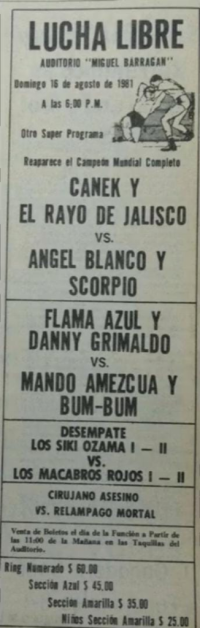 LUCHA LIBRE
AUDITORIO "MIGUEL BARRAGAN"
Domingo 16 de agosto de 1981
A las 6:00 P.M.
Otro Super Programa
Reaparece el Campeón Mundial Completo
CANEK Y
EL RAYO DE JALISCO
VS.
ANGEL BLANCO Y
SCORPIO
FLAMA AZUL Y
DANNY GRIMALDO
VS.
MANDO AMEZCUA Y
BUM-BUM
DESEMPATE
LOS SIKI OZAMA I — II
VS.
LOS MACABROS ROJOS I — II
CIRUJANO ASESINO
VS. RELAMPAGO MORTAL
Venta de Boletos el día de la Función a Partir de
las 11:00 de la Mañana en las Taquillas del
Auditorio.
Ring Numerado $ 60.00
Sección Azul $ 45.00
Sección Amarilla $ 35.00
Niños Sección Amarilla $ 25.00